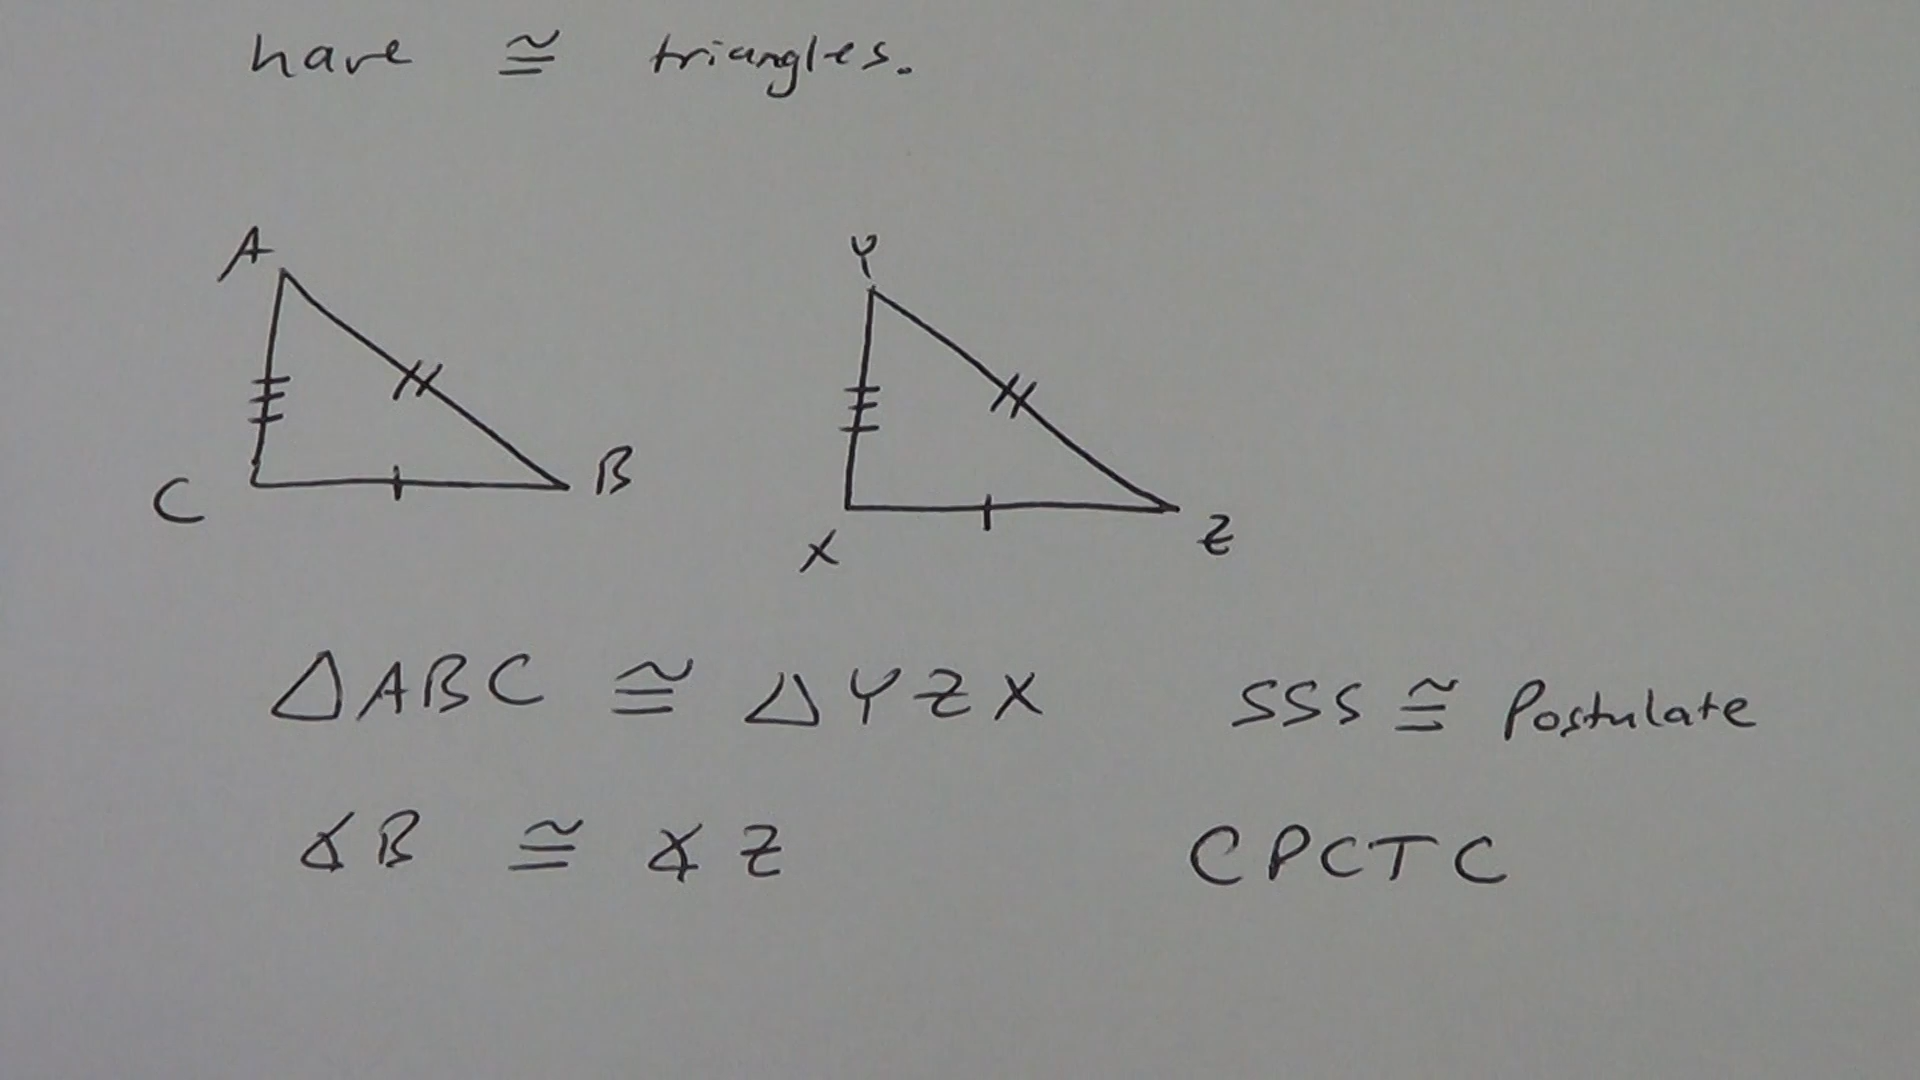 have ≅ triangles.
A
Y
C
B
X
Z
△ABC ≅ △YZX SSS ≅ Postulate
∡B ≅ ∡Z CPCTC